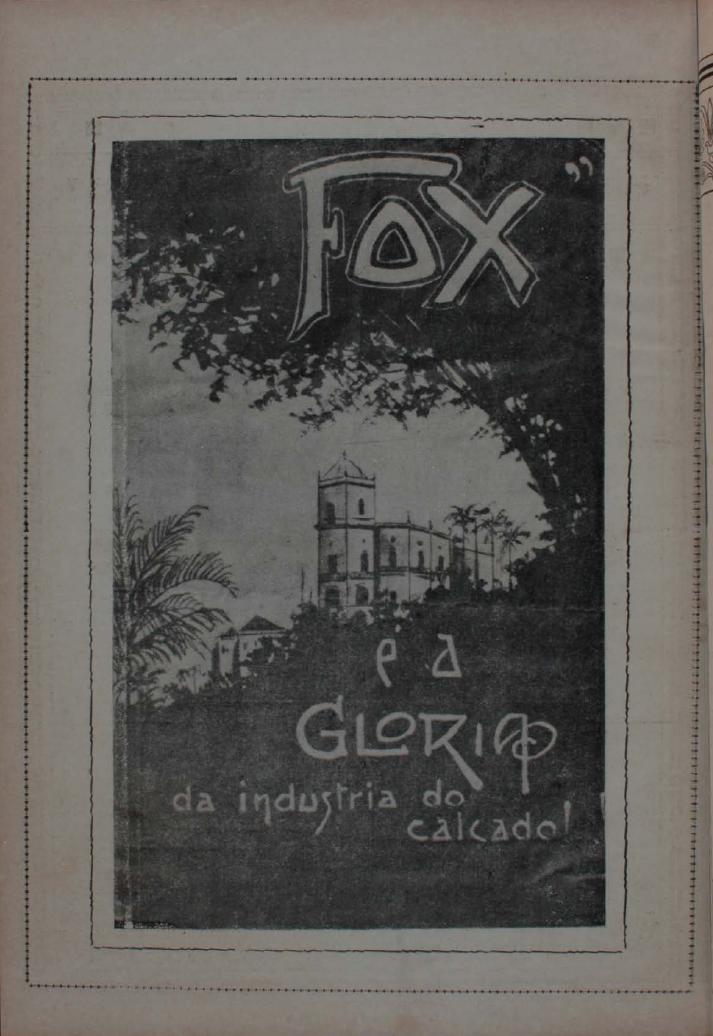 FOX"
e a
GLORIA
da industria do
calcado!